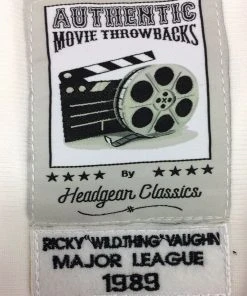 AUTHENTIC
MOVIE THROWBACKS
BY
Headgear Classics
RICKY "WILD THING" VAUGHN
MAJOR LEAGUE
1989